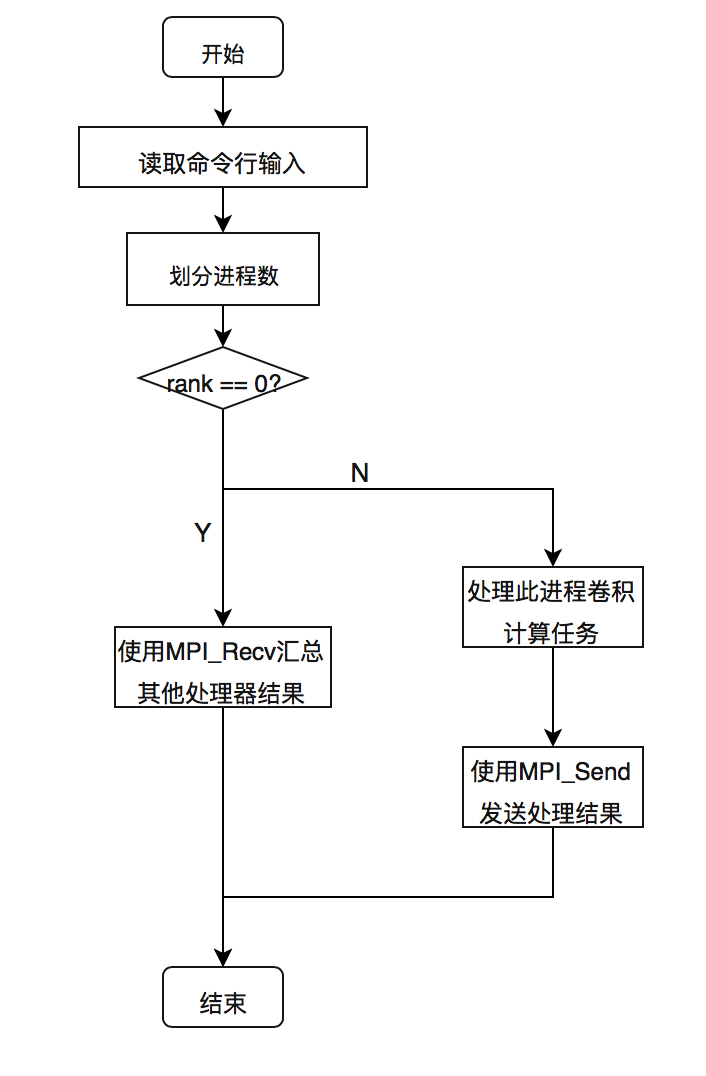 开始
读取命令行输入
划分进程数
rank == 0?
N
Y
处理此进程卷积
计算任务
使用MPI_Recv汇总
其他处理器结果
使用MPI_Send
发送处理结果
结束